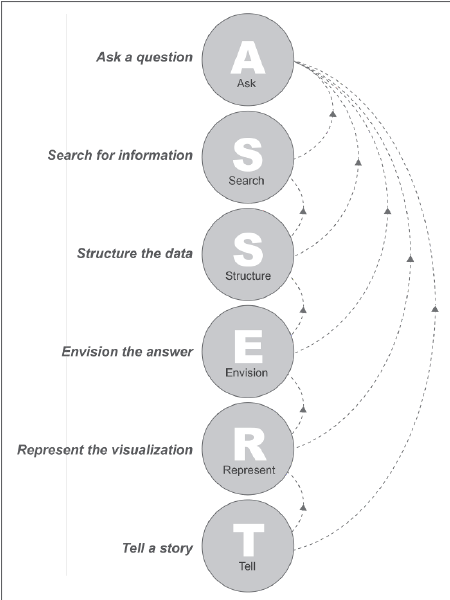 Ask a question
A
Ask
Search for information
S
Search
Structure the data
S
Structure
Envision the answer
E
Envision
Represent the visualization
R
Represent
Tell a story
T
Tell